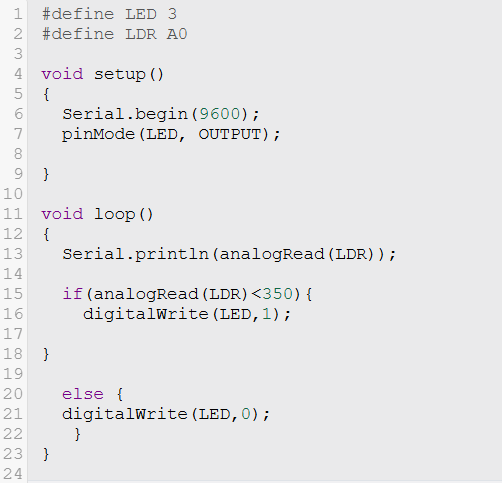 1 #define LED 3
2 #define LDR A0
3
4 void setup()
5 {
6   Serial.begin(9600);
7   pinMode(LED, OUTPUT);
8
9 }
10
11 void loop()
12 {
13   Serial.println(analogRead(LDR));
14
15   if(analogRead(LDR)<350){
16     digitalWrite(LED,1);
17
18 }
19
20   else {
21   digitalWrite(LED,0);
22    }
23 }
24